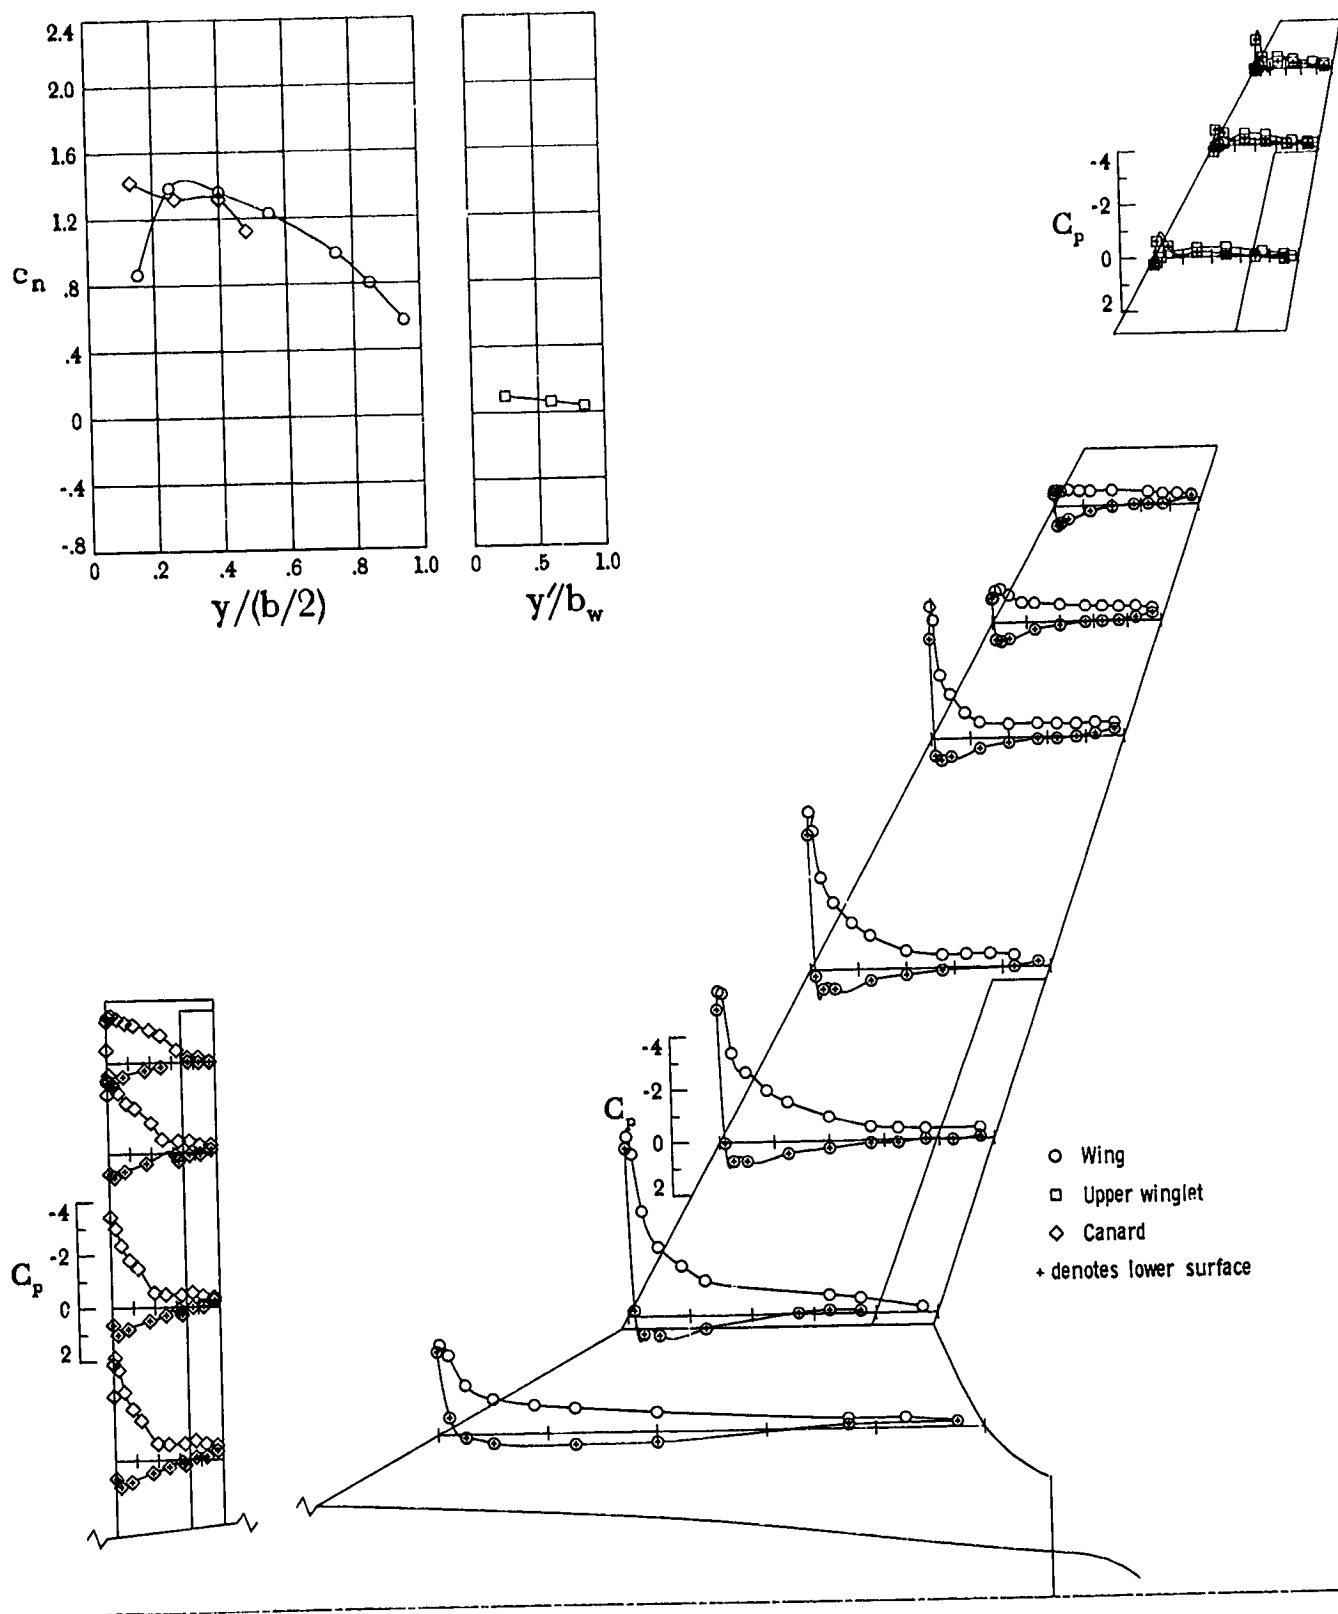 2.4
2.0
1.6
1.2
.8
.4
0
-.4
-.8
c_n
0 .2 .4 .6 .8 1.0
y/(b/2)
0 .5 1.0
y'/b_w
-4
-2
0
2
C_p
-4
-2
0
2
C_p
-4
-2
0
2
C_p
Wing
Upper winglet
Canard
+ denotes lower surface